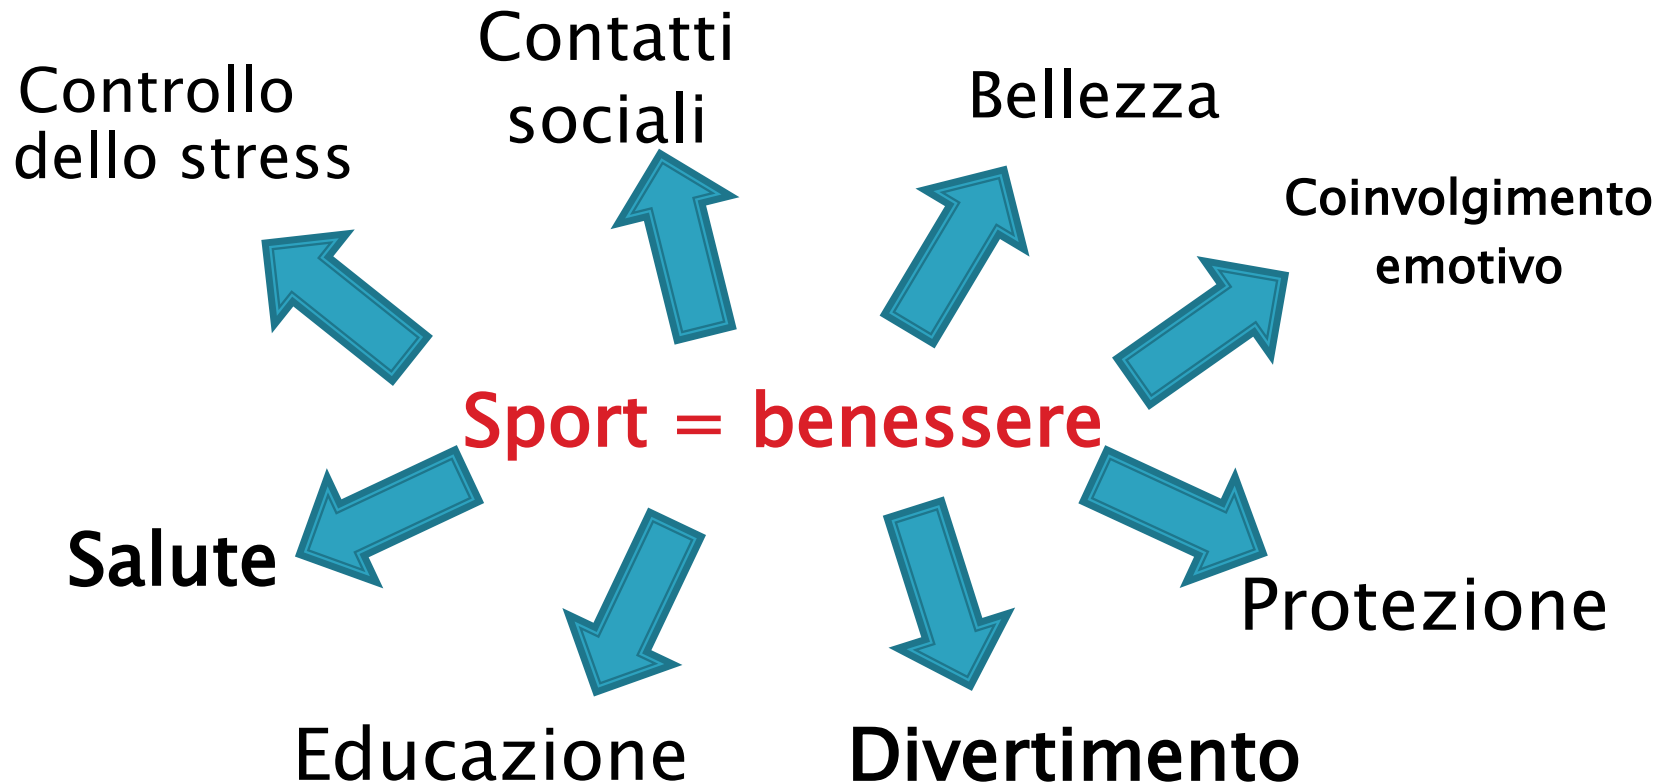 Contatti
sociali
Controllo
dello stress
Bellezza
Coinvolgimento
emotivo
Sport = benessere
Salute
Protezione
Educazione
Divertimento